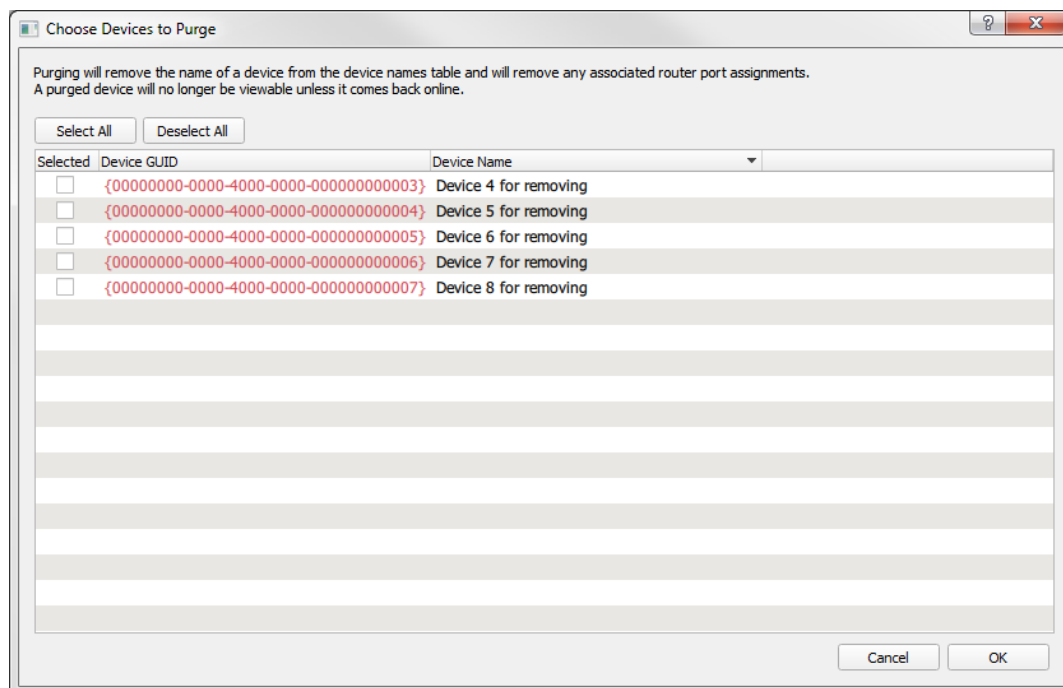 Choose Devices to Purge
Purging will remove the name of a device from the device names table and will remove any associated router port assignments.
A purged device will no longer be viewable unless it comes back online.
Select All Deselect All
Selected Device GUID Device Name
{00000000-0000-4000-0000-000000000003} Device 4 for removing
{00000000-0000-4000-0000-000000000004} Device 5 for removing
{00000000-0000-4000-0000-000000000005} Device 6 for removing
{00000000-0000-4000-0000-000000000006} Device 7 for removing
{00000000-0000-4000-0000-000000000007} Device 8 for removing
Cancel OK